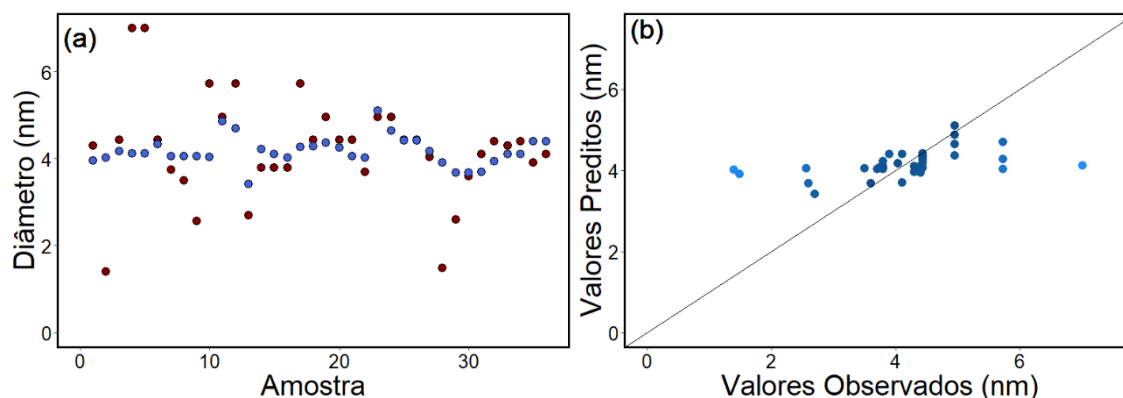 (a)
Diâmetro (nm)
6
4
2
0
0 10 20 30
Amostra
(b)
Valores Preditos (nm)
6
4
2
0
0 2 4 6
Valores Observados (nm)